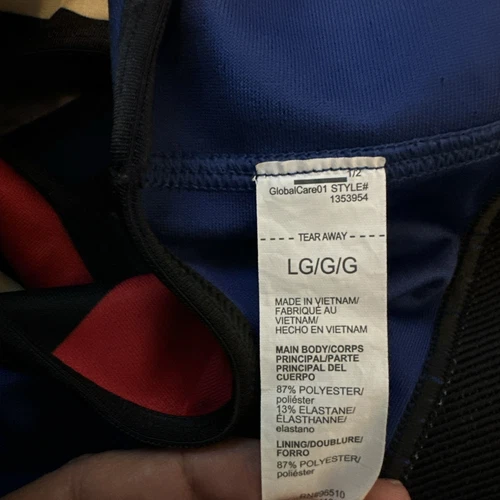 1/2
GlobalCare01 STYLE#
1353954
TEAR AWAY
LG/G/G
MADE IN VIETNAM/
FABRIQUÉ AU
VIETNAM/
HECHO EN VIETNAM
MAIN BODY/CORPS
PRINCIPAL/PARTE
PRINCIPAL DEL
CUERPO
87% POLYESTER/
poliéster
13% ELASTANE/
ÉLASTHANNE/
elastano
LINING/DOUBLURE/
FORRO
87% POLYESTER/
poliéster
RN#96510